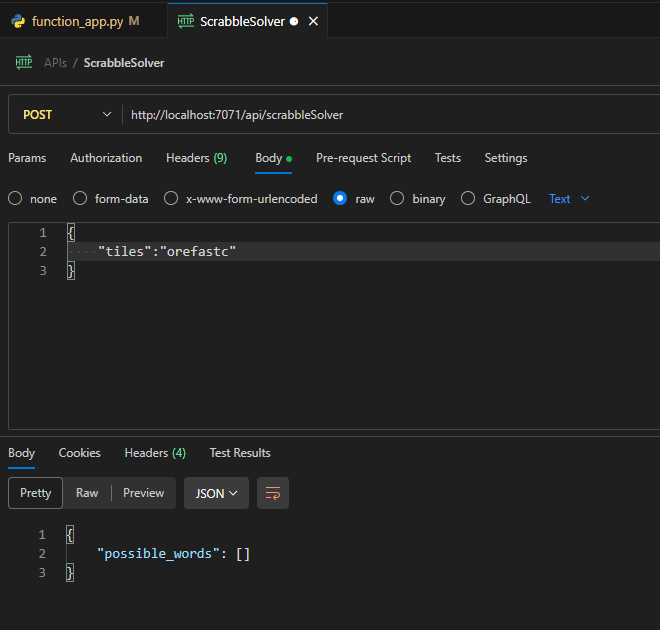 function_app.py M
HTTP ScrabbleSolver
HTTP APIs / ScrabbleSolver
POST http://localhost:7071/api/scrabbleSolver
Params Authorization Headers (9) Body Pre-request Script Tests Settings
none form-data x-www-form-urlencoded raw binary GraphQL Text
1 {
2 "tiles":"orefastc"
3 }
Body Cookies Headers (4) Test Results
Pretty Raw Preview JSON
1 {
2 "possible_words": []
3 }